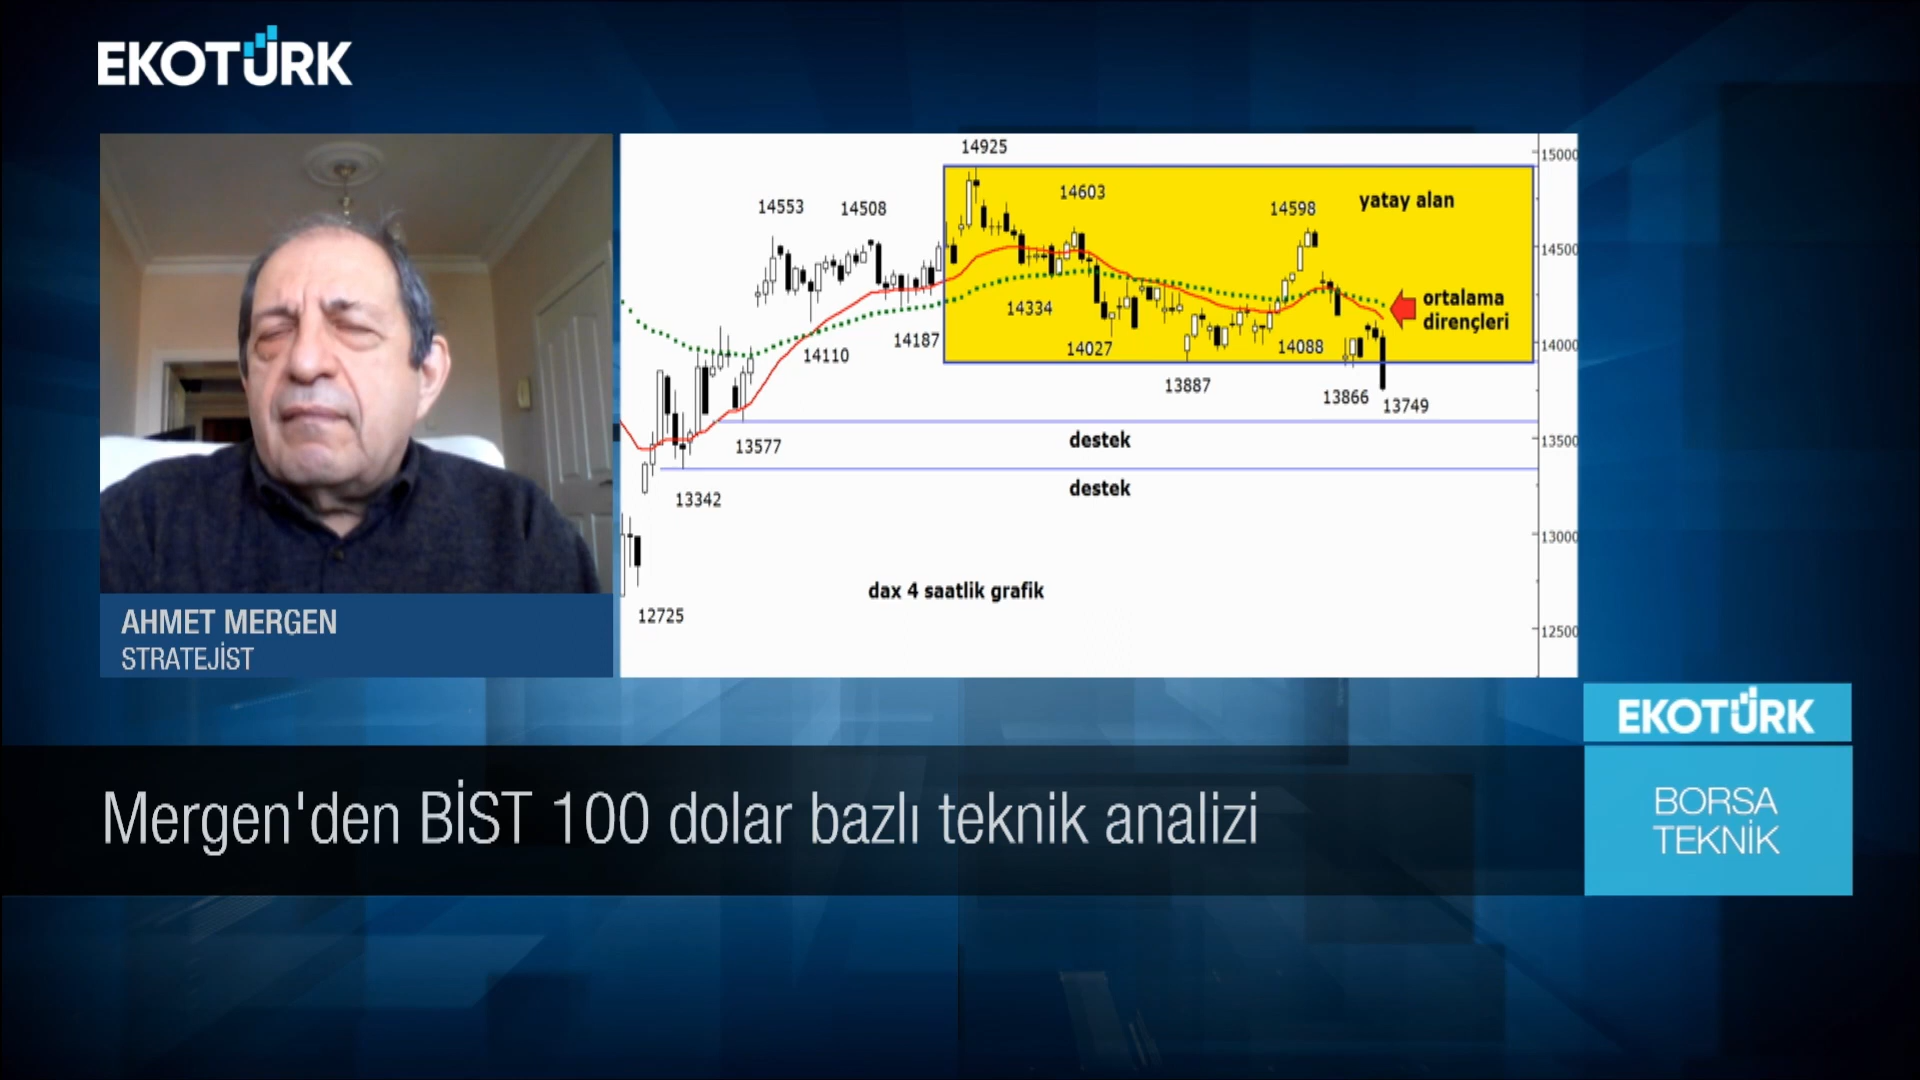 EKOTÜRK
14925
15000
14553
14508
14603
14598
yatay alan
14500
14334
ortalama
dirençleri
14110
14187
14027
14088
14000
13887
13866
13749
13577
destek
13500
13342
destek
13000
dax 4 saatlik grafik
12725
12500
AHMET MERGEN
STRATEJİST
EKOTÜRK
Mergen'den BİST 100 dolar bazlı teknik analizi
BORSA
TEKNİK